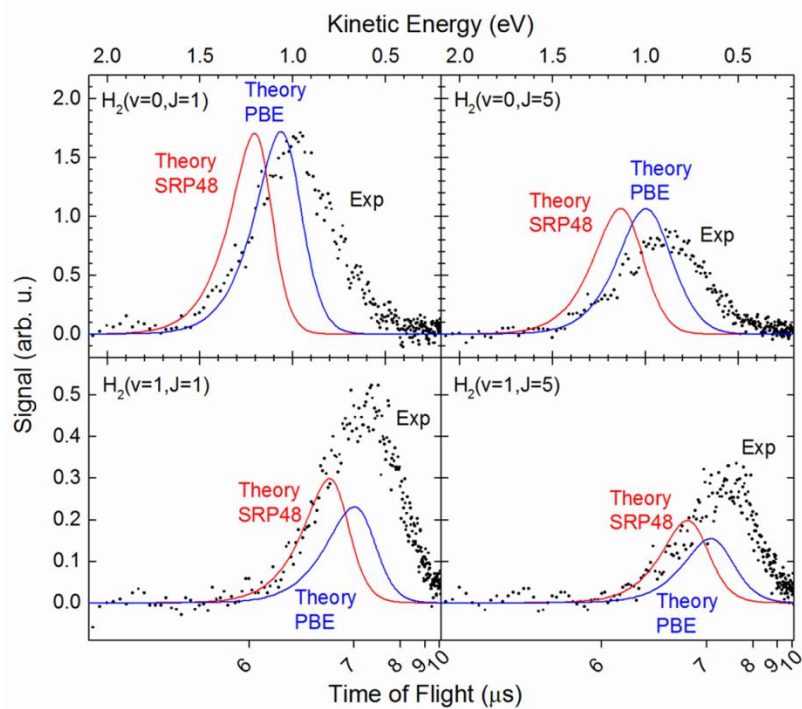 Kinetic Energy (eV)
2.0 1.5 1.0 0.5 2.0 1.5 1.0 0.5
2.0
1.5
1.0
0.5
0.0
H₂(v=0,J=1)
Theory
PBE
Theory
SRP48
Exp
H₂(v=0,J=5)
Theory
PBE
Theory
SRP48
Exp
Signal (arb. u.)
0.5
0.4
0.3
0.2
0.1
0.0
H₂(v=1,J=1)
Exp
Theory
SRP48
Theory
PBE
H₂(v=1,J=5)
Exp
Theory
SRP48
Theory
PBE
6 7 8 9 10 6 7 8 9 10
Time of Flight (μs)